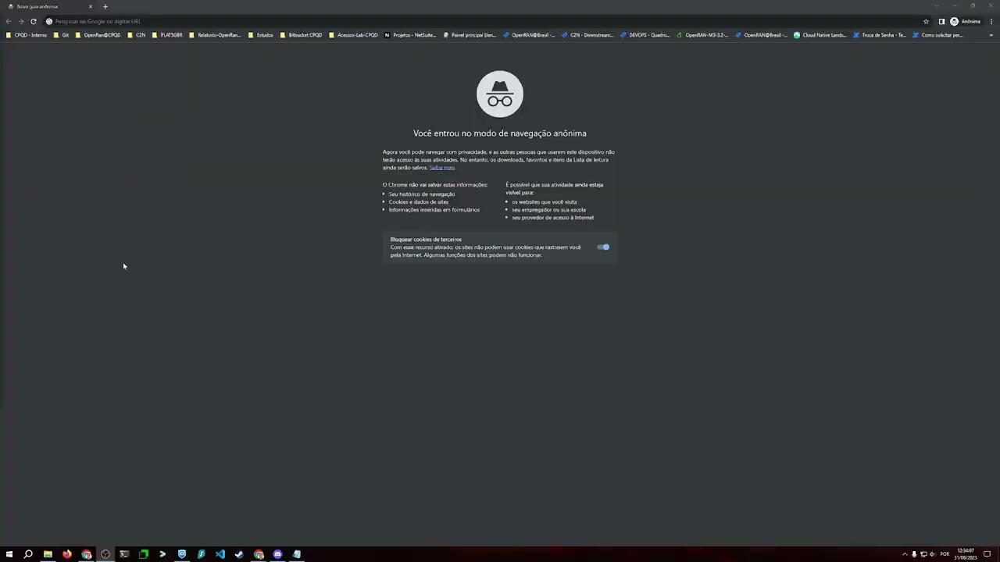 Nova guia anônima
Pesquisar no Google ou digitar URL
Anônima
CPQD - Interno
Git
OpenRan@CPQD
C2N
PLAT5GBR
Relatorio-OpenRan...
Estudos
Bitbucket CPQD
Acessos-Lab-CPQD
Projetos - NetSuite...
Painel principal [Jen...
OpenRAN@Brasil -...
C2N - Downstream...
DEVOPS - Quadro...
OpenRAN-M3-3.2-...
OpenRAN@Brasil -...
Cloud Native Lands...
Troca de Senha - Te...
Como solicitar per...
»
Você entrou no modo de navegação anônima
Agora você pode navegar com privacidade, e as outras pessoas que usarem este dispositivo não
terão acesso às suas atividades. No entanto, os downloads, favoritos e itens da Lista de leitura
ainda serão salvos. Saiba mais
O Chrome não vai salvar estas informações:
• Seu histórico de navegação
• Cookies e dados de sites
• Informações inseridas em formulários
É possível que sua atividade ainda esteja
visível para:
• os websites que você visita
• seu empregador ou sua escola
• seu provedor de acesso à Internet
Bloquear cookies de terceiros
Com esse recurso ativado, os sites não podem usar cookies que rastreiem você
pela Internet. Algumas funções dos sites podem não funcionar.
POR
12:34:07
31/08/2023